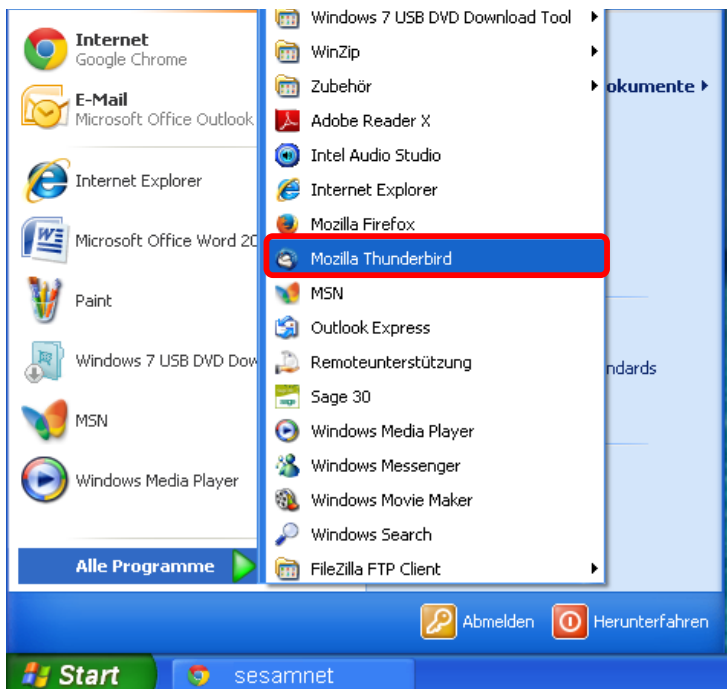 Internet
Google Chrome
E-Mail
Microsoft Office Outlook
Internet Explorer
Microsoft Office Word 20
Paint
Windows 7 USB DVD Dow
MSN
Windows Media Player
Alle Programme
Windows 7 USB DVD Download Tool
WinZip
Zubehör
Adobe Reader X
Intel Audio Studio
Internet Explorer
Mozilla Firefox
Mozilla Thunderbird
MSN
Outlook Express
Remoteunterstützung
Sage 30
Windows Media Player
Windows Messenger
Windows Movie Maker
Windows Search
FileZilla FTP Client
okumente
ndards
Abmelden
Herunterfahren
Start
sesamnet